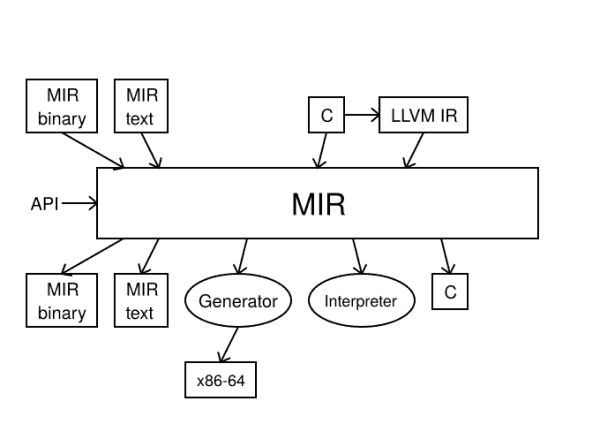 MIR
binary
MIR
text
C
LLVM IR
API
MIR
MIR
binary
MIR
text
Generator
Interpreter
C
x86-64